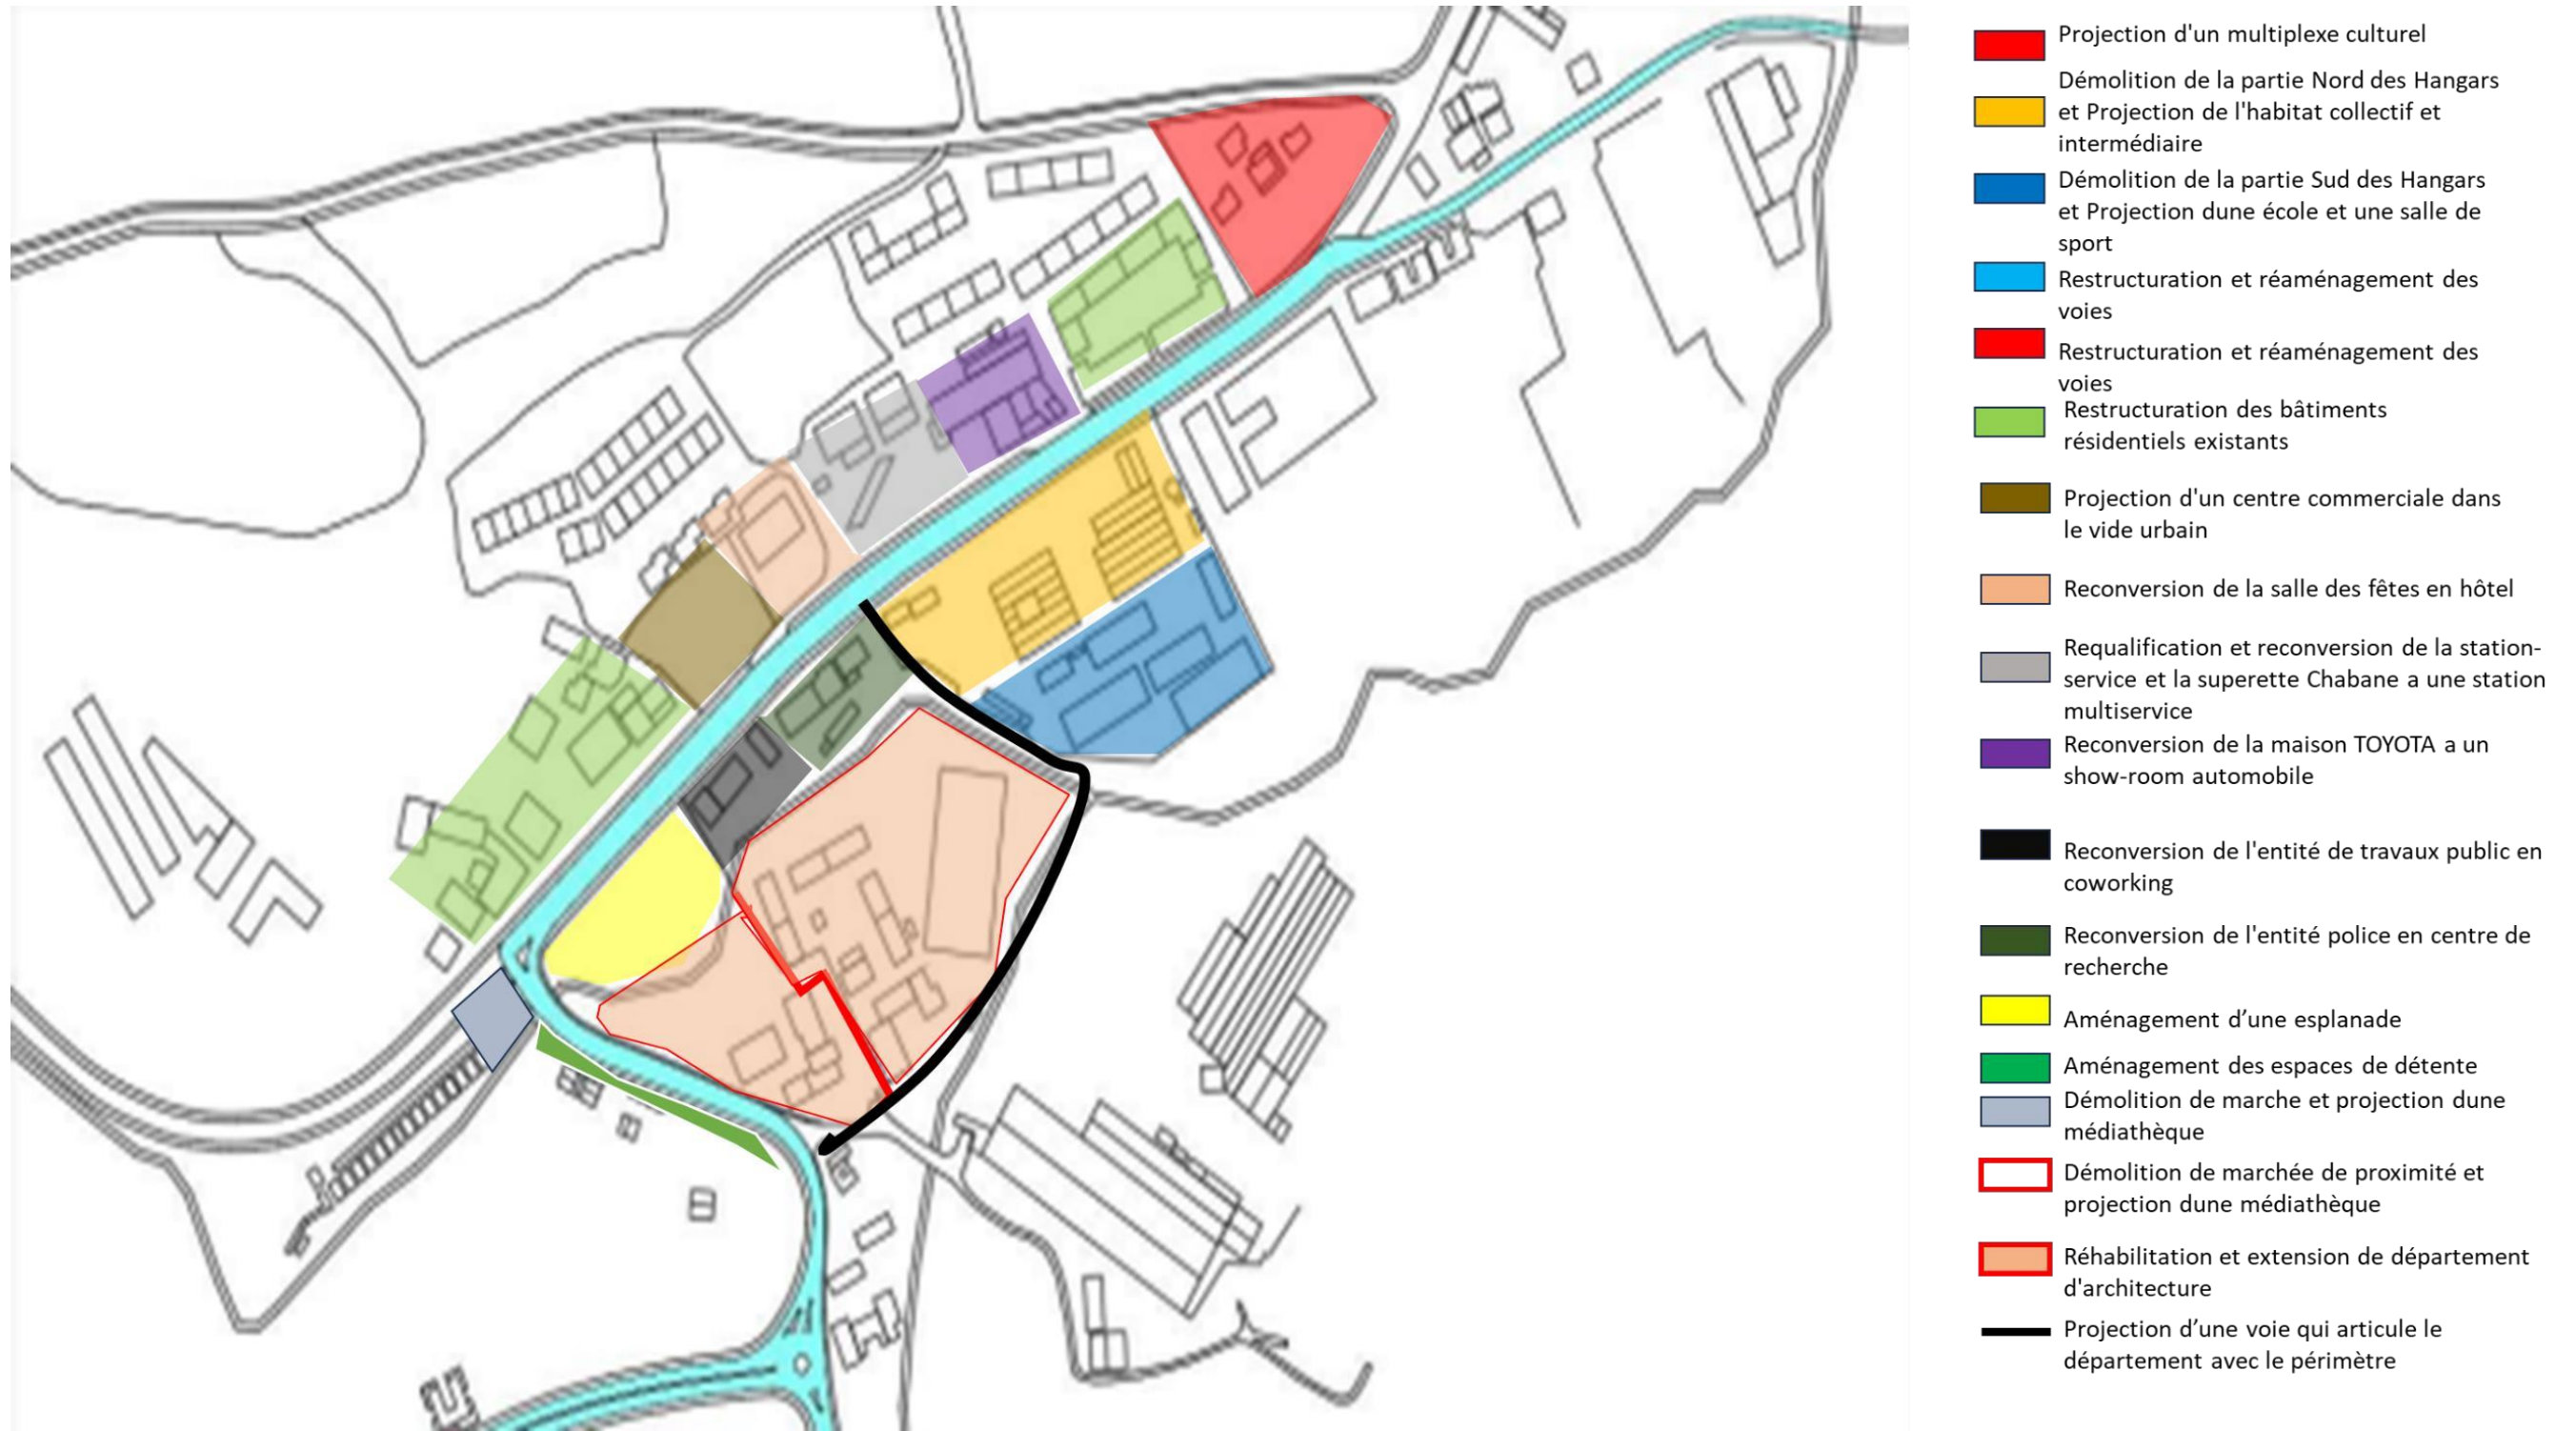 Projection d'un multiplexe culturel
Démolition de la partie Nord des Hangars
et Projection de l'habitat collectif et
intermédiaire
Démolition de la partie Sud des Hangars
et Projection dune école et une salle de
sport
Restructuration et réaménagement des
voies
Restructuration et réaménagement des
voies
Restructuration des bâtiments
résidentiels existants
Projection d'un centre commerciale dans
le vide urbain
Reconversion de la salle des fêtes en hôtel
Requalification et reconversion de la station-
service et la superette Chabane a une station
multiservice
Reconversion de la maison TOYOTA a un
show-room automobile
Reconversion de l'entité de travaux public en
coworking
Reconversion de l'entité police en centre de
recherche
Aménagement d’une esplanade
Aménagement des espaces de détente
Démolition de marche et projection dune
médiathèque
Démolition de marchée de proximité et
projection dune médiathèque
Réhabilitation et extension de département
d'architecture
Projection d’une voie qui articule le
département avec le périmètre